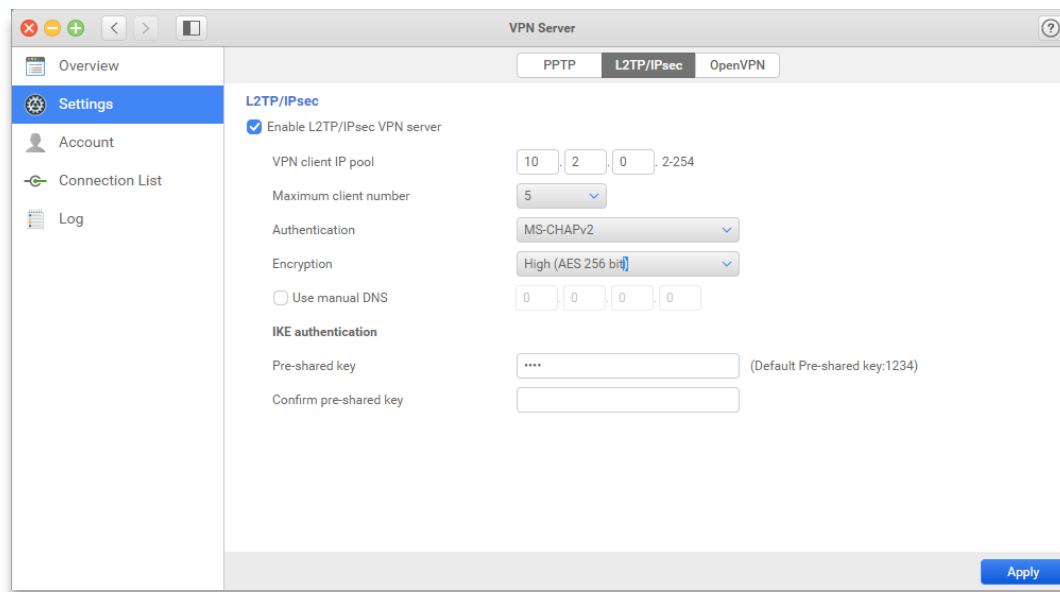 VPN Server
?
Overview
Settings
Account
Connection List
Log
PPTP L2TP/IPsec OpenVPN
L2TP/IPsec
Enable L2TP/IPsec VPN server
VPN client IP pool 10 . 2 . 0 . 2-254
Maximum client number 5
Authentication MS-CHAPv2
Encryption High (AES 256 bit)
Use manual DNS 0 . 0 . 0 . 0
IKE authentication
Pre-shared key •••• (Default Pre-shared key:1234)
Confirm pre-shared key
Apply